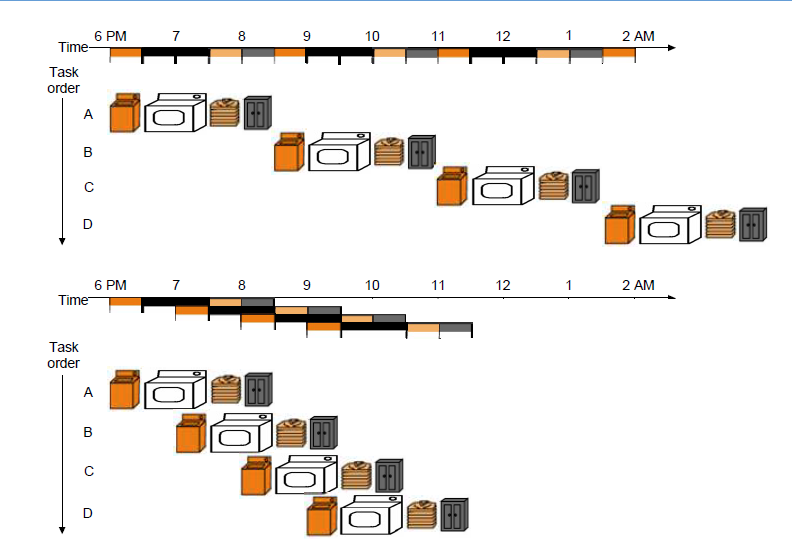 6 PM 7 8 9 10 11 12 1 2 AM
Time
Task
order
A
B
C
D
6 PM 7 8 9 10 11 12 1 2 AM
Time
Task
order
A
B
C
D